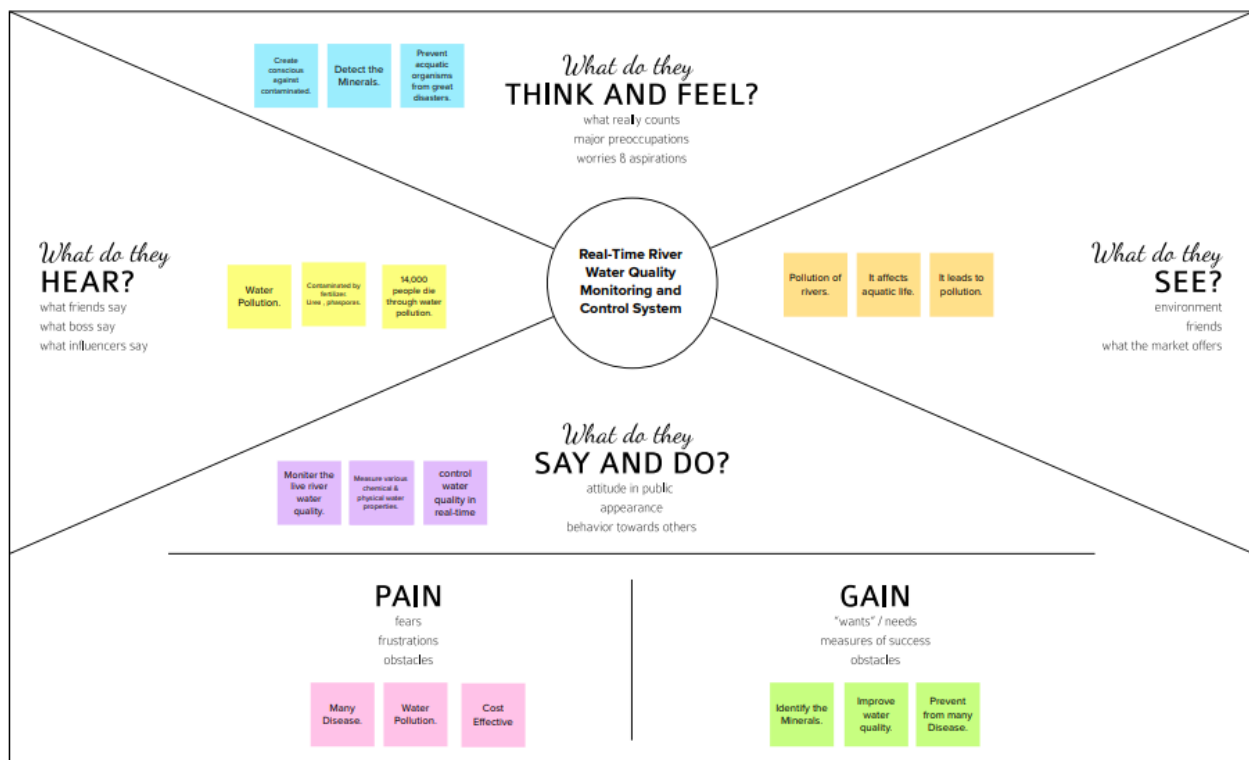 Create
conscious
against
contaminated.
Detect the
Minerals.
Prevent
acquatic
organisms
from great
disasters.
What do they
THINK AND FEEL?
what really counts
major preoccupations
worries & aspirations
What do they
HEAR?
what friends say
what boss say
what influencers say
Water
Pollution.
Contaminated by
fertilizer.
Urea , phasporas.
14,000
people die
through water
pollution.
Real-Time River
Water Quality
Monitoring and
Control System
Pollution of
rivers.
It affects
aquatic life.
It leads to
pollution.
What do they
SEE?
environment
friends
what the market offers
What do they
SAY AND DO?
attitude in public
appearance
behavior towards others
Moniter the
live river
water
quality.
Measure various
chemical &
physical water
properties.
control
water
quality in
real-time
PAIN
fears
frustrations
obstacles
Many
Disease.
Water
Pollution.
Cost
Effective
GAIN
"wants" / needs
measures of success
obstacles
Identify the
Minerals.
Improve
water
quality.
Prevent
from many
Disease.